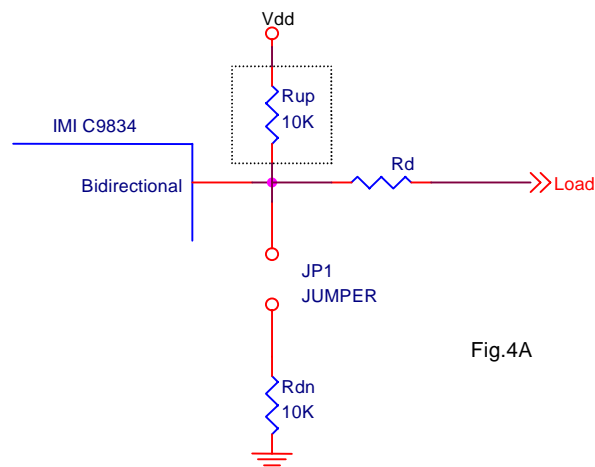 Vdd
Rup
10K
IMI C9834
Bidirectional
Rd
Load
JP1
JUMPER
Fig.4A
Rdn
10K